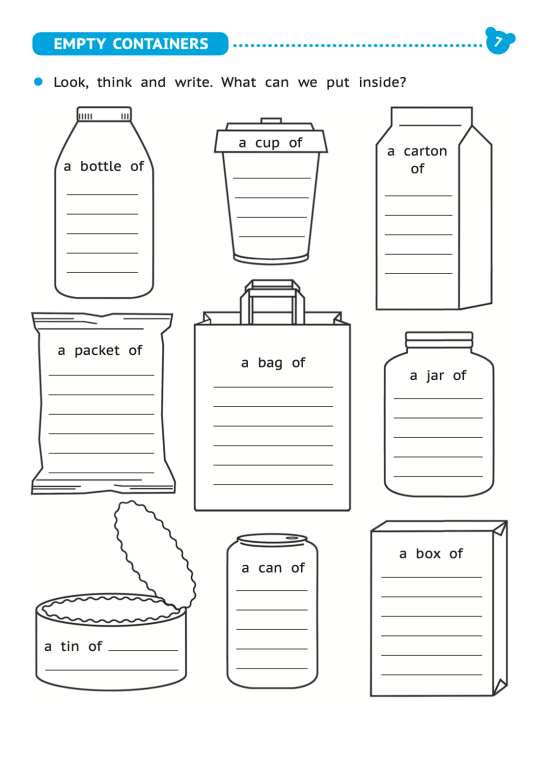 EMPTY CONTAINERS
7
Look, think and write. What can we put inside?
a bottle of
a cup of
a carton
of
a packet of
a bag of
a jar of
a tin of
a can of
a box of